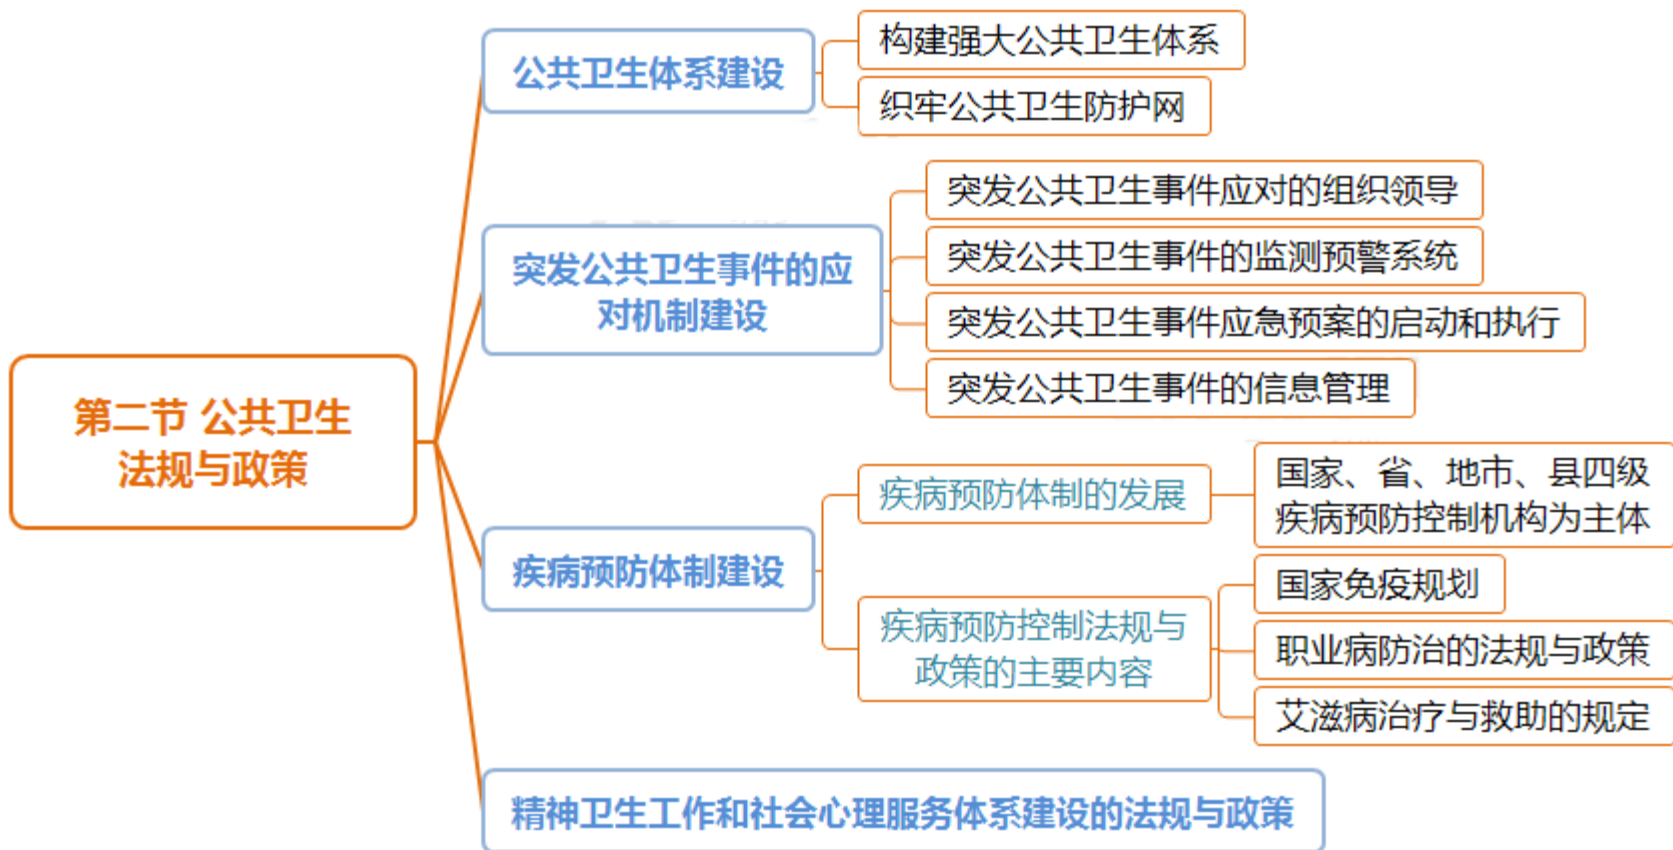 第二节 公共卫生
法规与政策
公共卫生体系建设
构建强大公共卫生体系
织牢公共卫生防护网
突发公共卫生事件的应
对机制建设
突发公共卫生事件应对的组织领导
突发公共卫生事件的监测预警系统
突发公共卫生事件应急预案的启动和执行
突发公共卫生事件的信息管理
疾病预防体制建设
疾病预防体制的发展
国家、省、地市、县四级
疾病预防控制机构为主体
疾病预防控制法规与
政策的主要内容
国家免疫规划
职业病防治的法规与政策
艾滋病治疗与救助的规定
精神卫生工作和社会心理服务体系建设的法规与政策